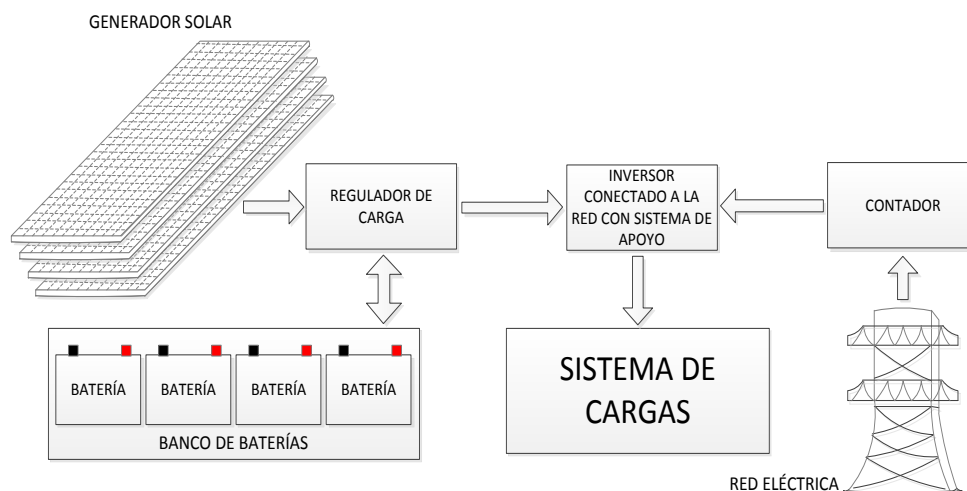 GENERADOR SOLAR
REGULADOR DE
CARGA
INVERSOR
CONECTADO A LA
RED CON SISTEMA DE
APOYO
CONTADOR
BATERÍA
BATERÍA
BATERÍA
BATERÍA
BANCO DE BATERÍAS
SISTEMA DE
CARGAS
RED ELÉCTRICA